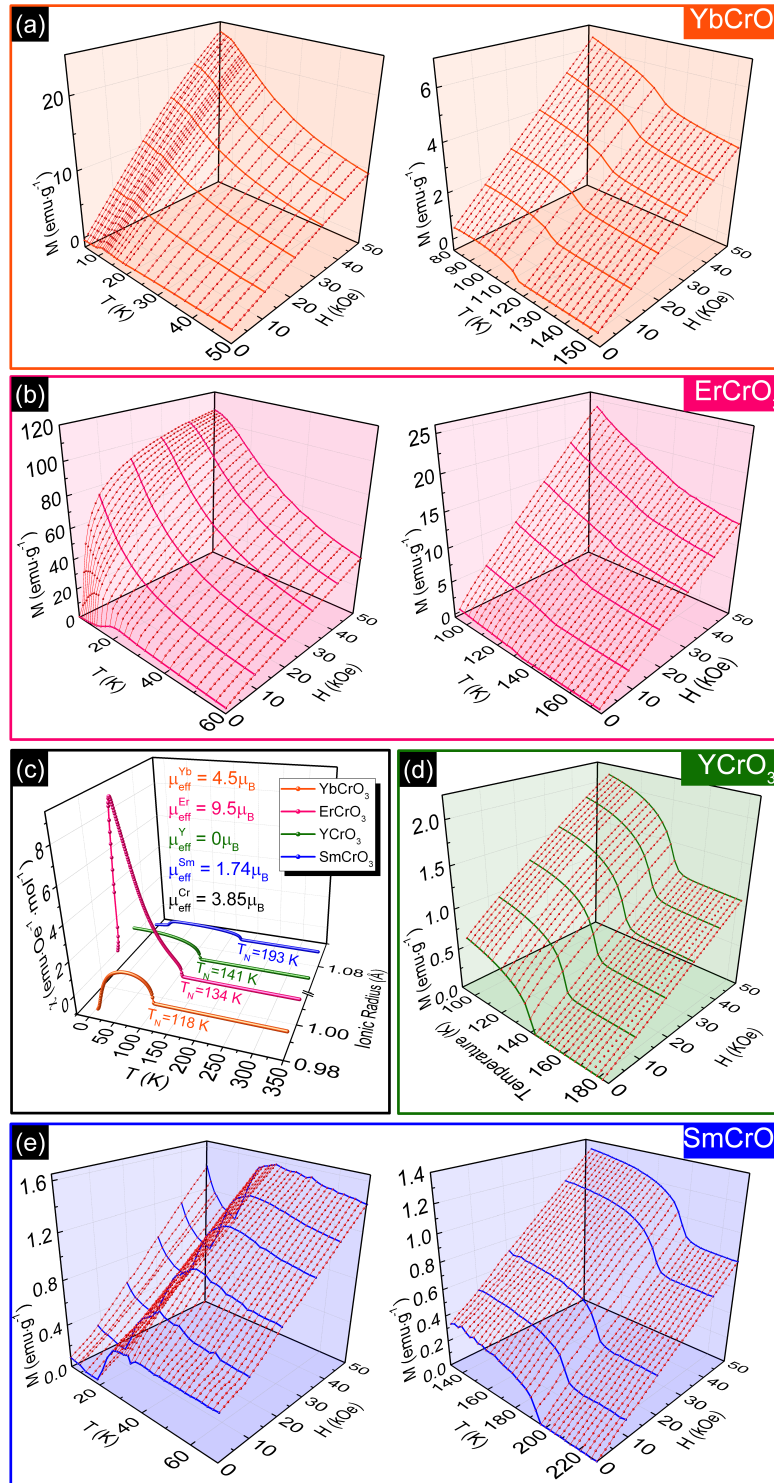 (a)
YbCrO
M (emu·g⁻¹)
20
10
0
10
20
30
40
50
T (K)
0
10
20
30
40
50
H (KOe)
6
4
2
0
80
90
100
110
120
130
140
150
M (emu·g⁻¹)
T (K)
0
10
20
30
40
50
H (KOe)
(b)
ErCrO
120
100
80
60
40
20
0
M (emu·g⁻¹)
20
40
60
T (K)
0
10
20
30
40
50
H (kOe)
25
20
15
10
5
0
M (emu·g⁻¹)
100
120
140
160
T (K)
0
10
20
30
40
50
H (kOe)
(c)
μ_eff^Yb = 4.5μ_B
μ_eff^Er = 9.5μ_B
μ_eff^Y = 0μ_B
μ_eff^Sm = 1.74μ_B
μ_eff^Cr = 3.85μ_B
YbCrO₃
ErCrO₃
YCrO₃
SmCrO₃
8
6
4
2
0
χ (emu·Oe⁻¹·mol⁻¹)
T_N=193 K
T_N=141 K
T_N=134 K
T_N=118 K
0
50
100
150
200
250
300
350
T (K)
0.98
1.00
1.08
Ionic Radius (Å)
(d)
YCrO₃
2.0
1.5
1.0
0.5
0.0
M (emu·g⁻¹)
100
120
140
160
180
Temperature (K)
0
10
20
30
40
50
H (KOe)
(e)
SmCrO
1.6
1.2
0.8
0.4
0.0
M (emu·g⁻¹)
20
40
60
T (K)
0
10
20
30
40
50
H (kOe)
1.4
1.2
1.0
0.8
0.6
0.4
0.2
0.0
M (emu·g⁻¹)
140
160
180
200
220
T (K)
0
10
20
30
40
50
H (kOe)